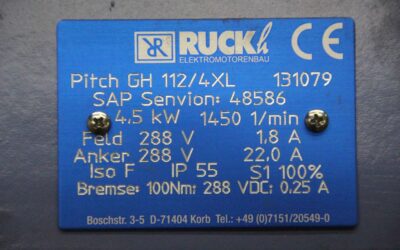 RR RUCKh CE
ELEKTROMOTORENBAU
Pitch GH 112/4XL 131079
SAP Senvion: 48586
4,5 kW 1450 1/min
Feld 288 V 1,8 A
Anker 288 V 22,0 A
Iso F IP 55 S1 100%
Bremse: 100Nm; 288 VDC; 0,25 A
Boschstr. 3-5 D-71404 Korb Tel.: +49 (0)7151/20549-0